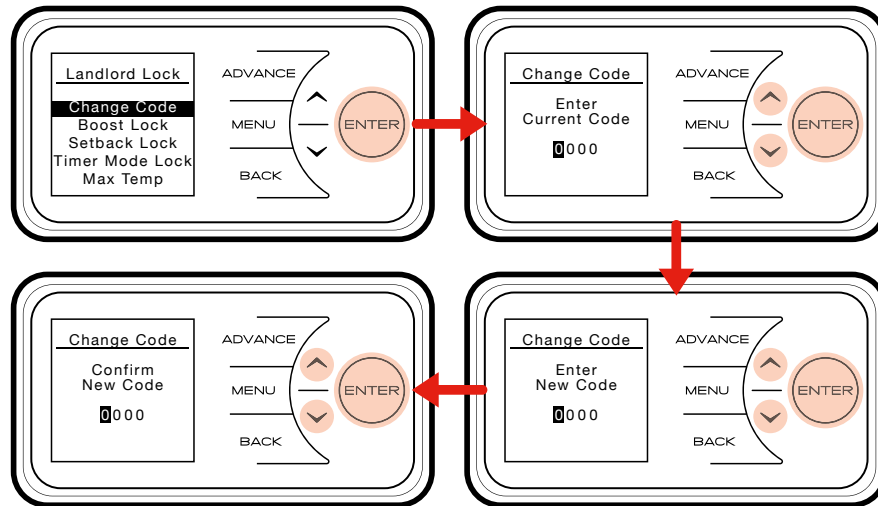 Landlord Lock
Change Code
Boost Lock
Setback Lock
Timer Mode Lock
Max Temp
ADVANCE
MENU
BACK
ENTER
Change Code
Enter
Current Code
0000
ADVANCE
MENU
BACK
ENTER
Change Code
Confirm
New Code
0000
ADVANCE
MENU
BACK
ENTER
Change Code
Enter
New Code
0000
ADVANCE
MENU
BACK
ENTER